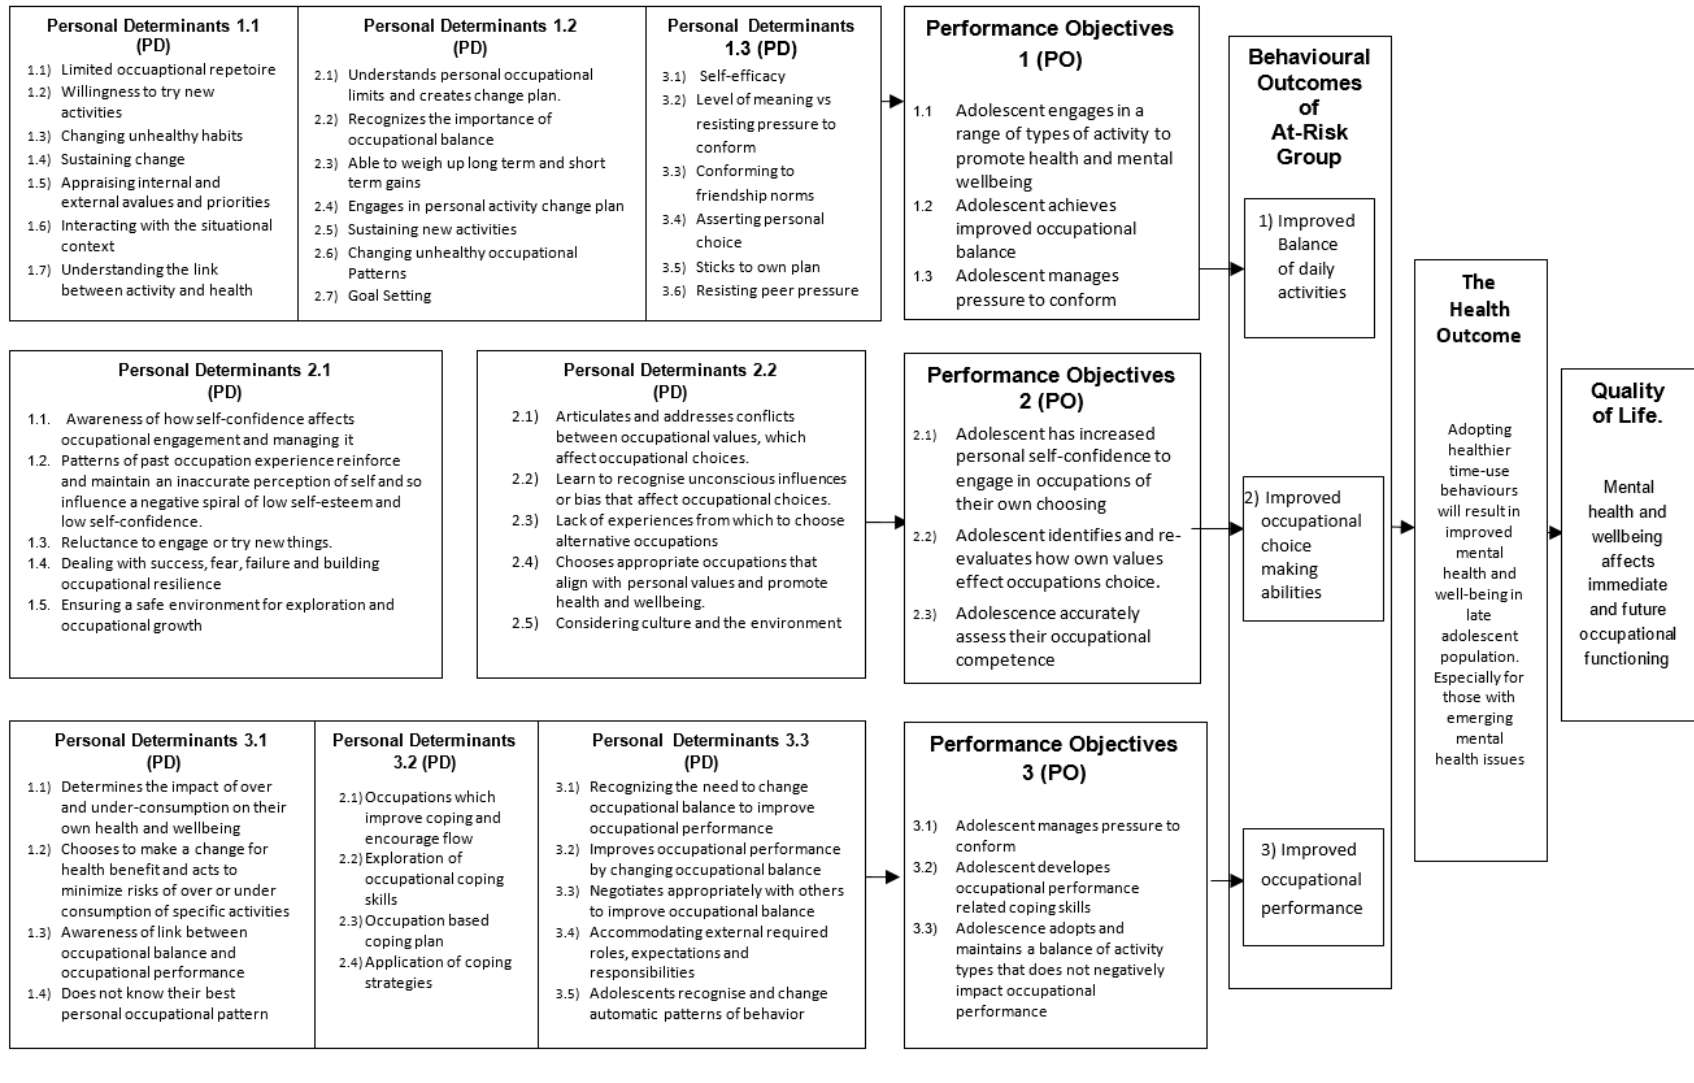 Personal Determinants 1.1
(PD)
1.1) Limited occuaptional repetoire
1.2) Willingness to try new
activities
1.3) Changing unhealthy habits
1.4) Sustaining change
1.5) Appraising internal and
external avalues and priorities
1.6) Interacting with the situational
context
1.7) Understanding the link
between activity and health
Personal Determinants 1.2
(PD)
2.1) Understands personal occupational
limits and creates change plan.
2.2) Recognizes the importance of
occupational balance
2.3) Able to weigh up long term and short
term gains
2.4) Engages in personal activity change plan
2.5) Sustaining new activities
2.6) Changing unhealthy occupational
Patterns
2.7) Goal Setting
Personal Determinants
1.3 (PD)
3.1) Self-efficacy
3.2) Level of meaning vs
resisting pressure to
conform
3.3) Conforming to
friendship norms
3.4) Asserting personal
choice
3.5) Sticks to own plan
3.6) Resisting peer pressure
Performance Objectives
1 (PO)
1.1 Adolescent engages in a
range of types of activity to
promote health and mental
wellbeing
1.2 Adolescent achieves
improved occupational
balance
1.3 Adolescent manages
pressure to conform
Personal Determinants 2.1
(PD)
1.1. Awareness of how self-confidence affects
occupational engagement and managing it
1.2. Patterns of past occupation experience reinforce
and maintain an inaccurate perception of self and so
influence a negative spiral of low self-esteem and
low self-confidence.
1.3. Reluctance to engage or try new things.
1.4. Dealing with success, fear, failure and building
occupational resilience
1.5. Ensuring a safe environment for exploration and
occupational growth
Personal Determinants 2.2
(PD)
2.1) Articulates and addresses conflicts
between occupational values, which
affect occupational choices.
2.2) Learn to recognise unconscious influences
or bias that affect occupational choices.
2.3) Lack of experiences from which to choose
alternative occupations
2.4) Chooses appropriate occupations that
align with personal values and promote
health and wellbeing.
2.5) Considering culture and the environment
Performance Objectives
2 (PO)
2.1) Adolescent has increased
personal self-confidence to
engage in occupations of
their own choosing
2.2) Adolescent identifies and re-
evaluates how own values
effect occupations choice.
2.3) Adolescence accurately
assess their occupational
competence
Personal Determinants 3.1
(PD)
1.1) Determines the impact of over
and under-consumption on their
own health and wellbeing
1.2) Chooses to make a change for
health benefit and acts to
minimize risks of over or under
consumption of specific activities
1.3) Awareness of link between
occupational balance and
occupational performance
1.4) Does not know their best
personal occupational pattern
Personal Determinants
3.2 (PD)
2.1) Occupations which
improve coping and
encourage flow
2.2) Exploration of
occupational coping
skills
2.3) Occupation based
coping plan
2.4) Application of coping
strategies
Personal Determinants 3.3
(PD)
3.1) Recognizing the need to change
occupational balance to improve
occupational performance
3.2) Improves occupational performance
by changing occupational balance
3.3) Negotiates appropriately with others
to improve occupational balance
3.4) Accommodating external required
roles, expectations and
responsibilities
3.5) Adolescents recognise and change
automatic patterns of behavior
Performance Objectives
3 (PO)
3.1) Adolescent manages pressure to
conform
3.2) Adolescent developes
occupational performance
related coping skills
3.3) Adolescence adopts and
maintains a balance of activity
types that does not negatively
impact occupational
performance
Behavioural
Outcomes
of
At-Risk
Group
1) Improved
Balance
of daily
activities
2) Improved
occupational
choice
making
abilities
3) Improved
occupational
performance
The
Health
Outcome
Adopting
healthier
time-use
behaviours
will result in
improved
mental
health and
well-being in
late
adolescent
population.
Especially for
those with
emerging
mental
health issues
Quality
of Life.
Mental
health and
wellbeing
affects
immediate
and future
occupational
functioning